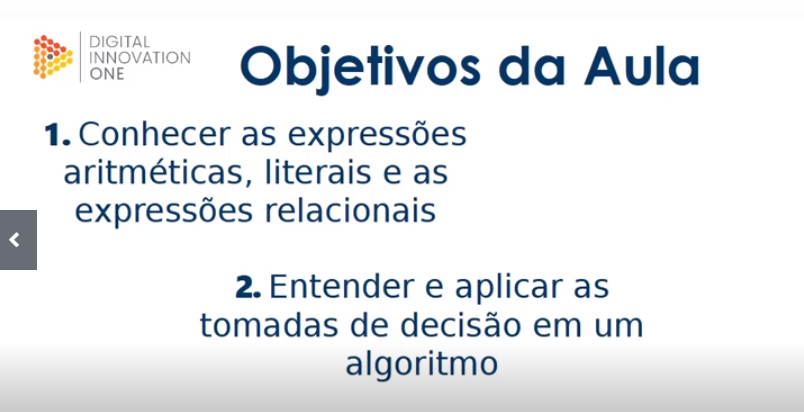 DIGITAL
INNOVATION
ONE
Objetivos da Aula
1. Conhecer as expressões
aritméticas, literais e as
expressões relacionais
2. Entender e aplicar as
tomadas de decisão em um
algoritmo